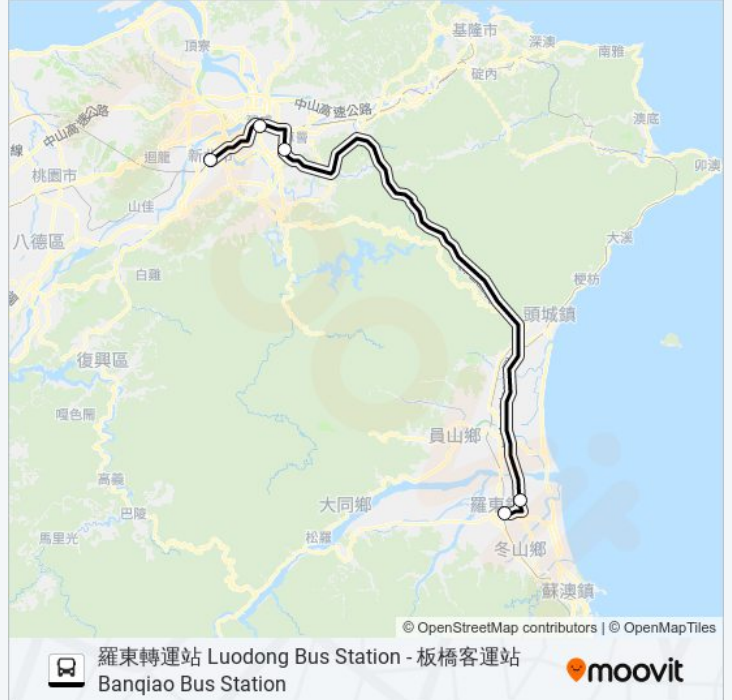 基隆市
深澳
頂寮
南雅
碇內
中山高速公路
中山高速公路
澳底
線
迴龍
卯澳
桃園市
山佳
八德區
大溪
白雞
梗枋
頭城鎮
復興區
嘎色鬧
員山鄉
高義
大同鄉
羅東
巴陵
馬里光
松羅
冬山鄉
蘇澳鎮
© OpenStreetMap contributors | © OpenMapTiles
羅東轉運站 Luodong Bus Station - 板橋客運站
Banqiao Bus Station
moovit